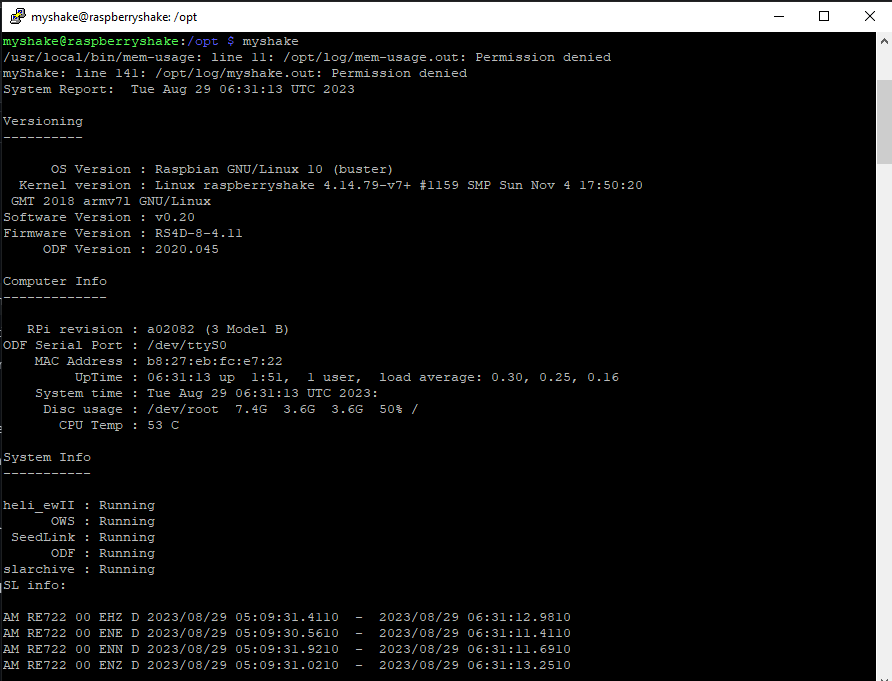 myshake@raspberryshake: /opt
myshake@raspberryshake:/opt $ myshake
/usr/local/bin/mem-usage: line 11: /opt/log/mem-usage.out: Permission denied
myShake: line 141: /opt/log/myshake.out: Permission denied
System Report:  Tue Aug 29 06:31:13 UTC 2023
Versioning
----------
OS Version : Raspbian GNU/Linux 10 (buster)
Kernel version : Linux raspberryshake 4.14.79-v7+ #1159 SMP Sun Nov 4 17:50:20
GMT 2018 armv7l GNU/Linux
Software Version : v0.20
Firmware Version : RS4D-8-4.11
ODF Version : 2020.045
Computer Info
-------------
RPi revision : a02082 (3 Model B)
ODF Serial Port : /dev/ttyS0
MAC Address : b8:27:eb:fc:e7:22
UpTime : 06:31:13 up  1:51,  1 user,  load average: 0.30, 0.25, 0.16
System time : Tue Aug 29 06:31:13 UTC 2023:
Disc usage : /dev/root  7.4G  3.6G  3.6G  50% /
CPU Temp : 53 C
System Info
-----------
heli_ewII : Running
OWS : Running
SeedLink : Running
ODF : Running
slarchive : Running
SL info:
AM RE722 00 EHZ D 2023/08/29 05:09:31.4110  -  2023/08/29 06:31:12.9810
AM RE722 00 ENE D 2023/08/29 05:09:30.5610  -  2023/08/29 06:31:11.4110
AM RE722 00 ENN D 2023/08/29 05:09:31.9210  -  2023/08/29 06:31:11.6910
AM RE722 00 ENZ D 2023/08/29 05:09:31.0210  -  2023/08/29 06:31:13.2510